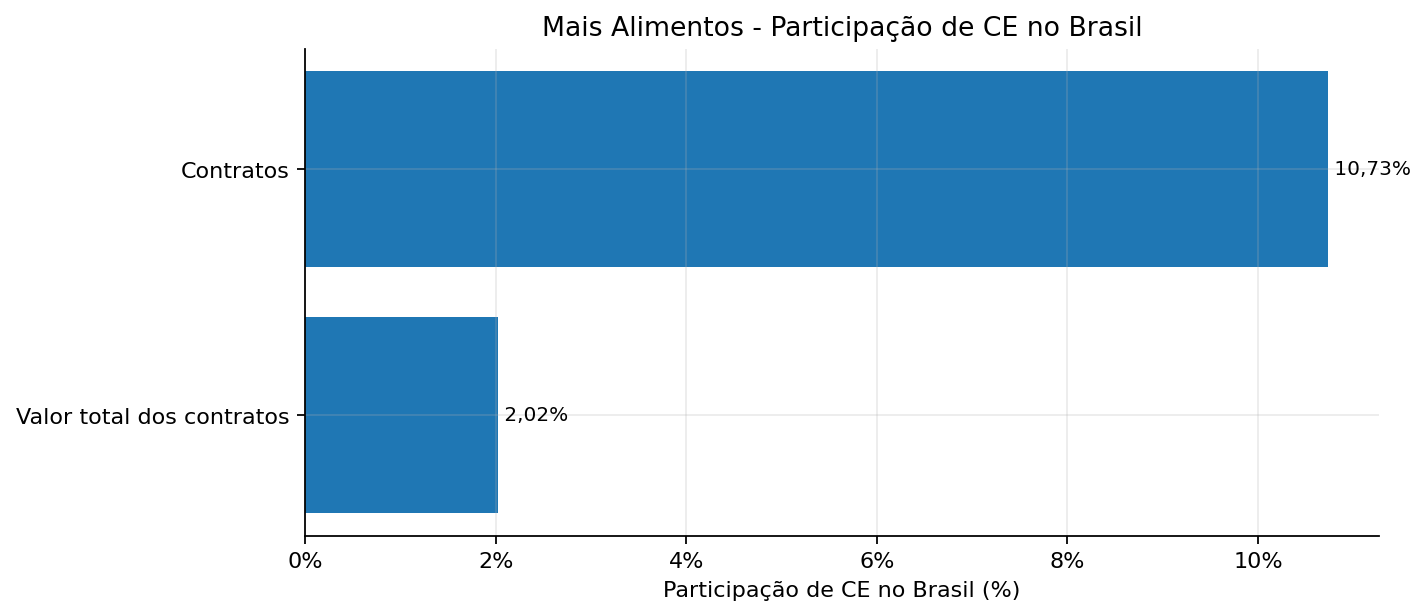 Mais Alimentos - Participação de CE no Brasil
Contratos
10,73%
Valor total dos contratos
2,02%
0%
2%
4%
6%
8%
10%
Participação de CE no Brasil (%)